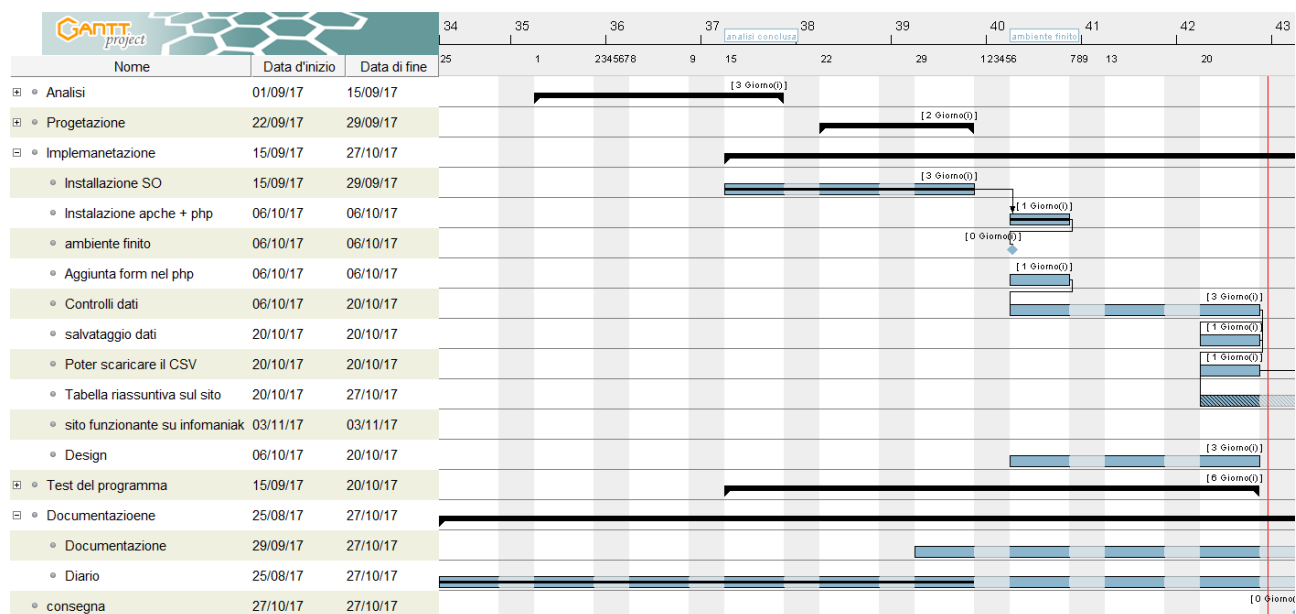 GANTT
project
34 35 36 37 38 39 40 41 42 43
analisi conclusa ambiente finito
25 1 2345678 9 15 22 29 123456 789 13 20
Nome Data d'inizio Data di fine
Analisi 01/09/17 15/09/17 [3 Giorno(i)]
Progetazione 22/09/17 29/09/17 [2 Giorno(i)]
Implemanetazione 15/09/17 27/10/17
Installazione SO 15/09/17 29/09/17 [3 Giorno(i)]
Instalazione apche + php 06/10/17 06/10/17 [1 Giorno(i)]
ambiente finito 06/10/17 06/10/17 [0 Giorno(i)]
Aggiunta form nel php 06/10/17 06/10/17 [1 Giorno(i)]
Controlli dati 06/10/17 20/10/17 [3 Giorno(i)]
salvataggio dati 20/10/17 20/10/17 [1 Giorno(i)]
Poter scaricare il CSV 20/10/17 20/10/17 [1 Giorno(i)]
Tabella riassuntiva sul sito 20/10/17 27/10/17
sito funzionante su infomaniak 03/11/17 03/11/17
Design 06/10/17 20/10/17 [3 Giorno(i)]
Test del programma 15/09/17 20/10/17 [6 Giorno(i)]
Documentazioene 25/08/17 27/10/17
Documentazione 29/09/17 27/10/17
Diario 25/08/17 27/10/17
consegna 27/10/17 27/10/17 [0 Giorno(